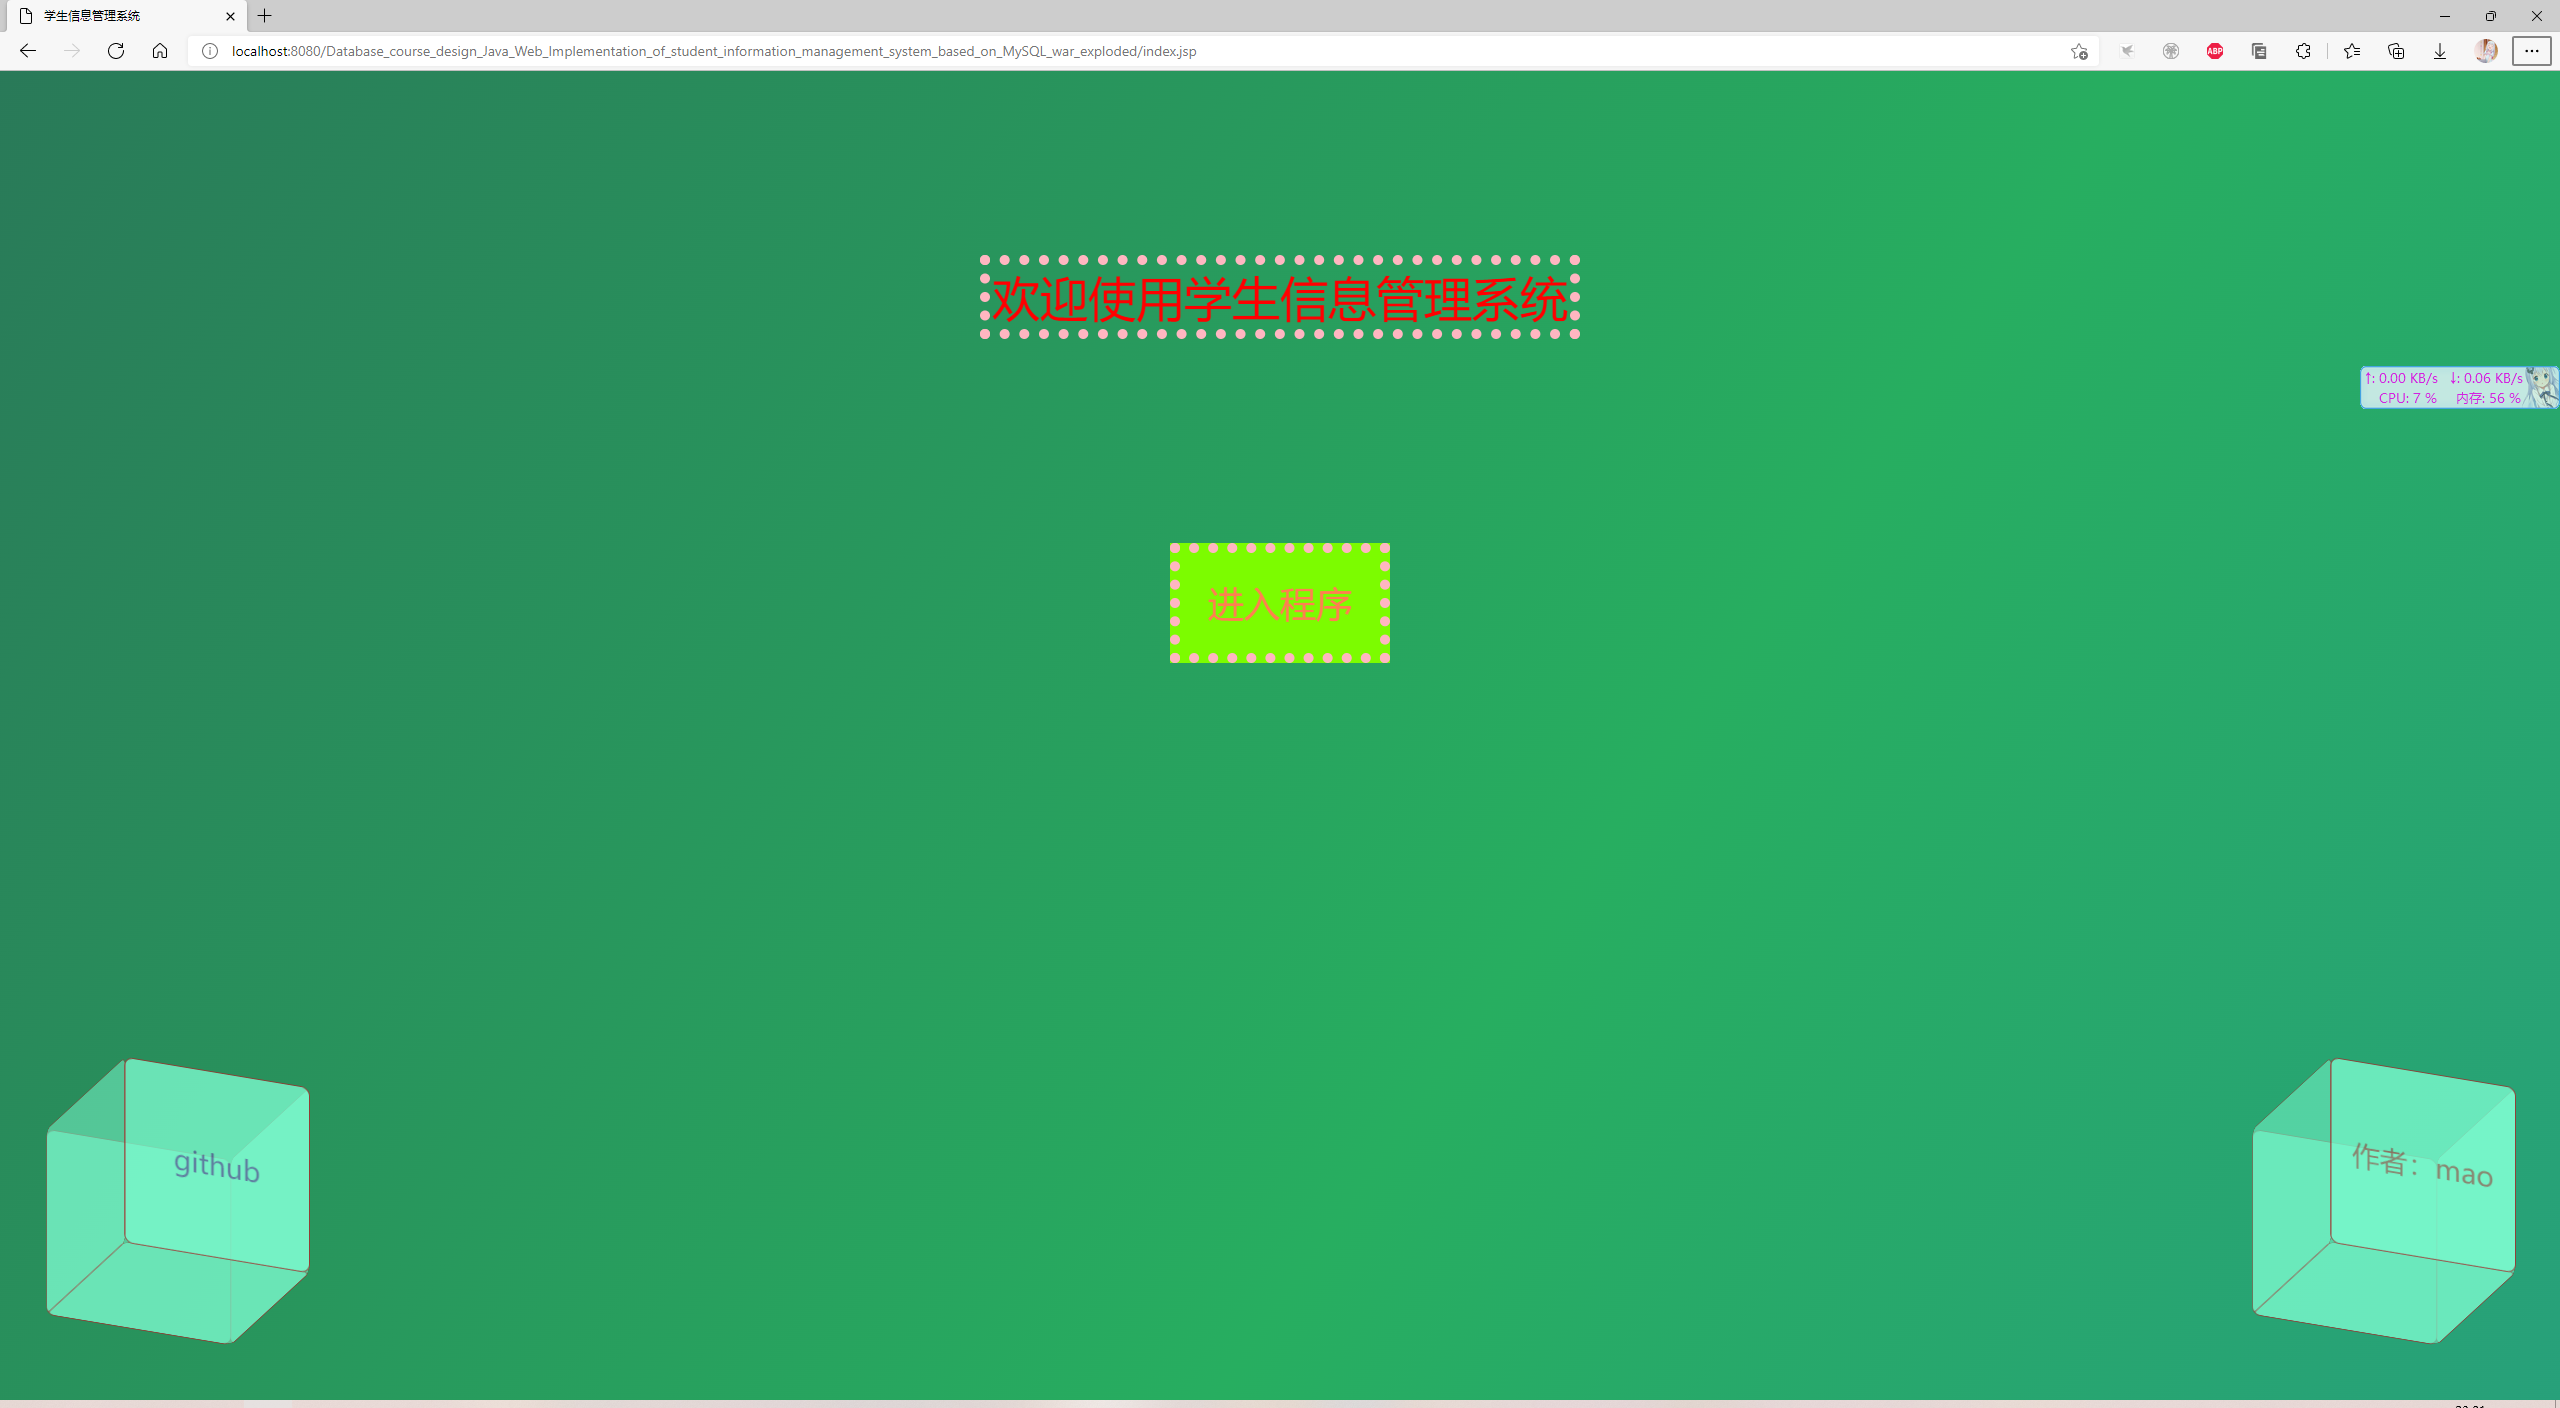 学生信息管理系统
localhost:8080/Database_course_design_Java_Web_Implementation_of_student_information_management_system_based_on_MySQL_war_exploded/index.jsp
ABP
欢迎使用学生信息管理系统
↑: 0.00 KB/s ↓: 0.06 KB/s
CPU: 7 % 内存: 56 %
进入程序
github
作者：mao